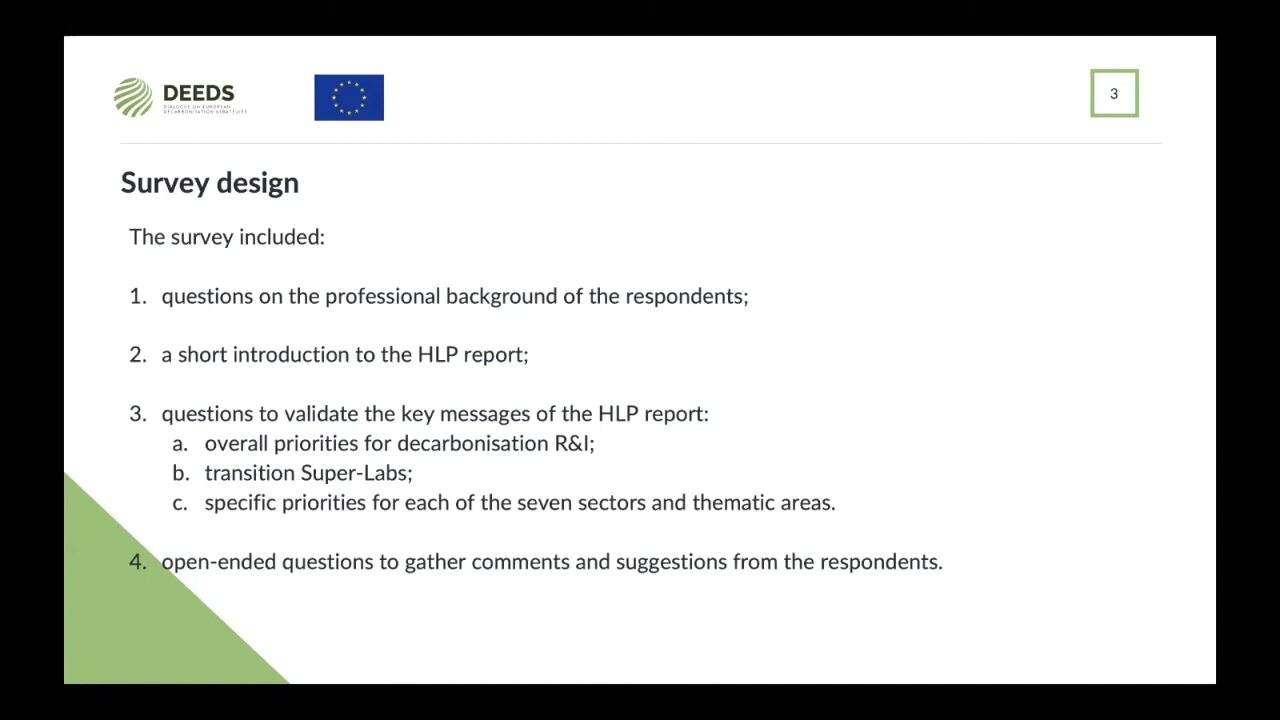 DEEDS
DIALOGUE ON EUROPEAN
DECARBONISATION STRATEGIES
3
Survey design
The survey included:
1. questions on the professional background of the respondents;
2. a short introduction to the HLP report;
3. questions to validate the key messages of the HLP report:
a. overall priorities for decarbonisation R&I;
b. transition Super-Labs;
c. specific priorities for each of the seven sectors and thematic areas.
4. open-ended questions to gather comments and suggestions from the respondents.